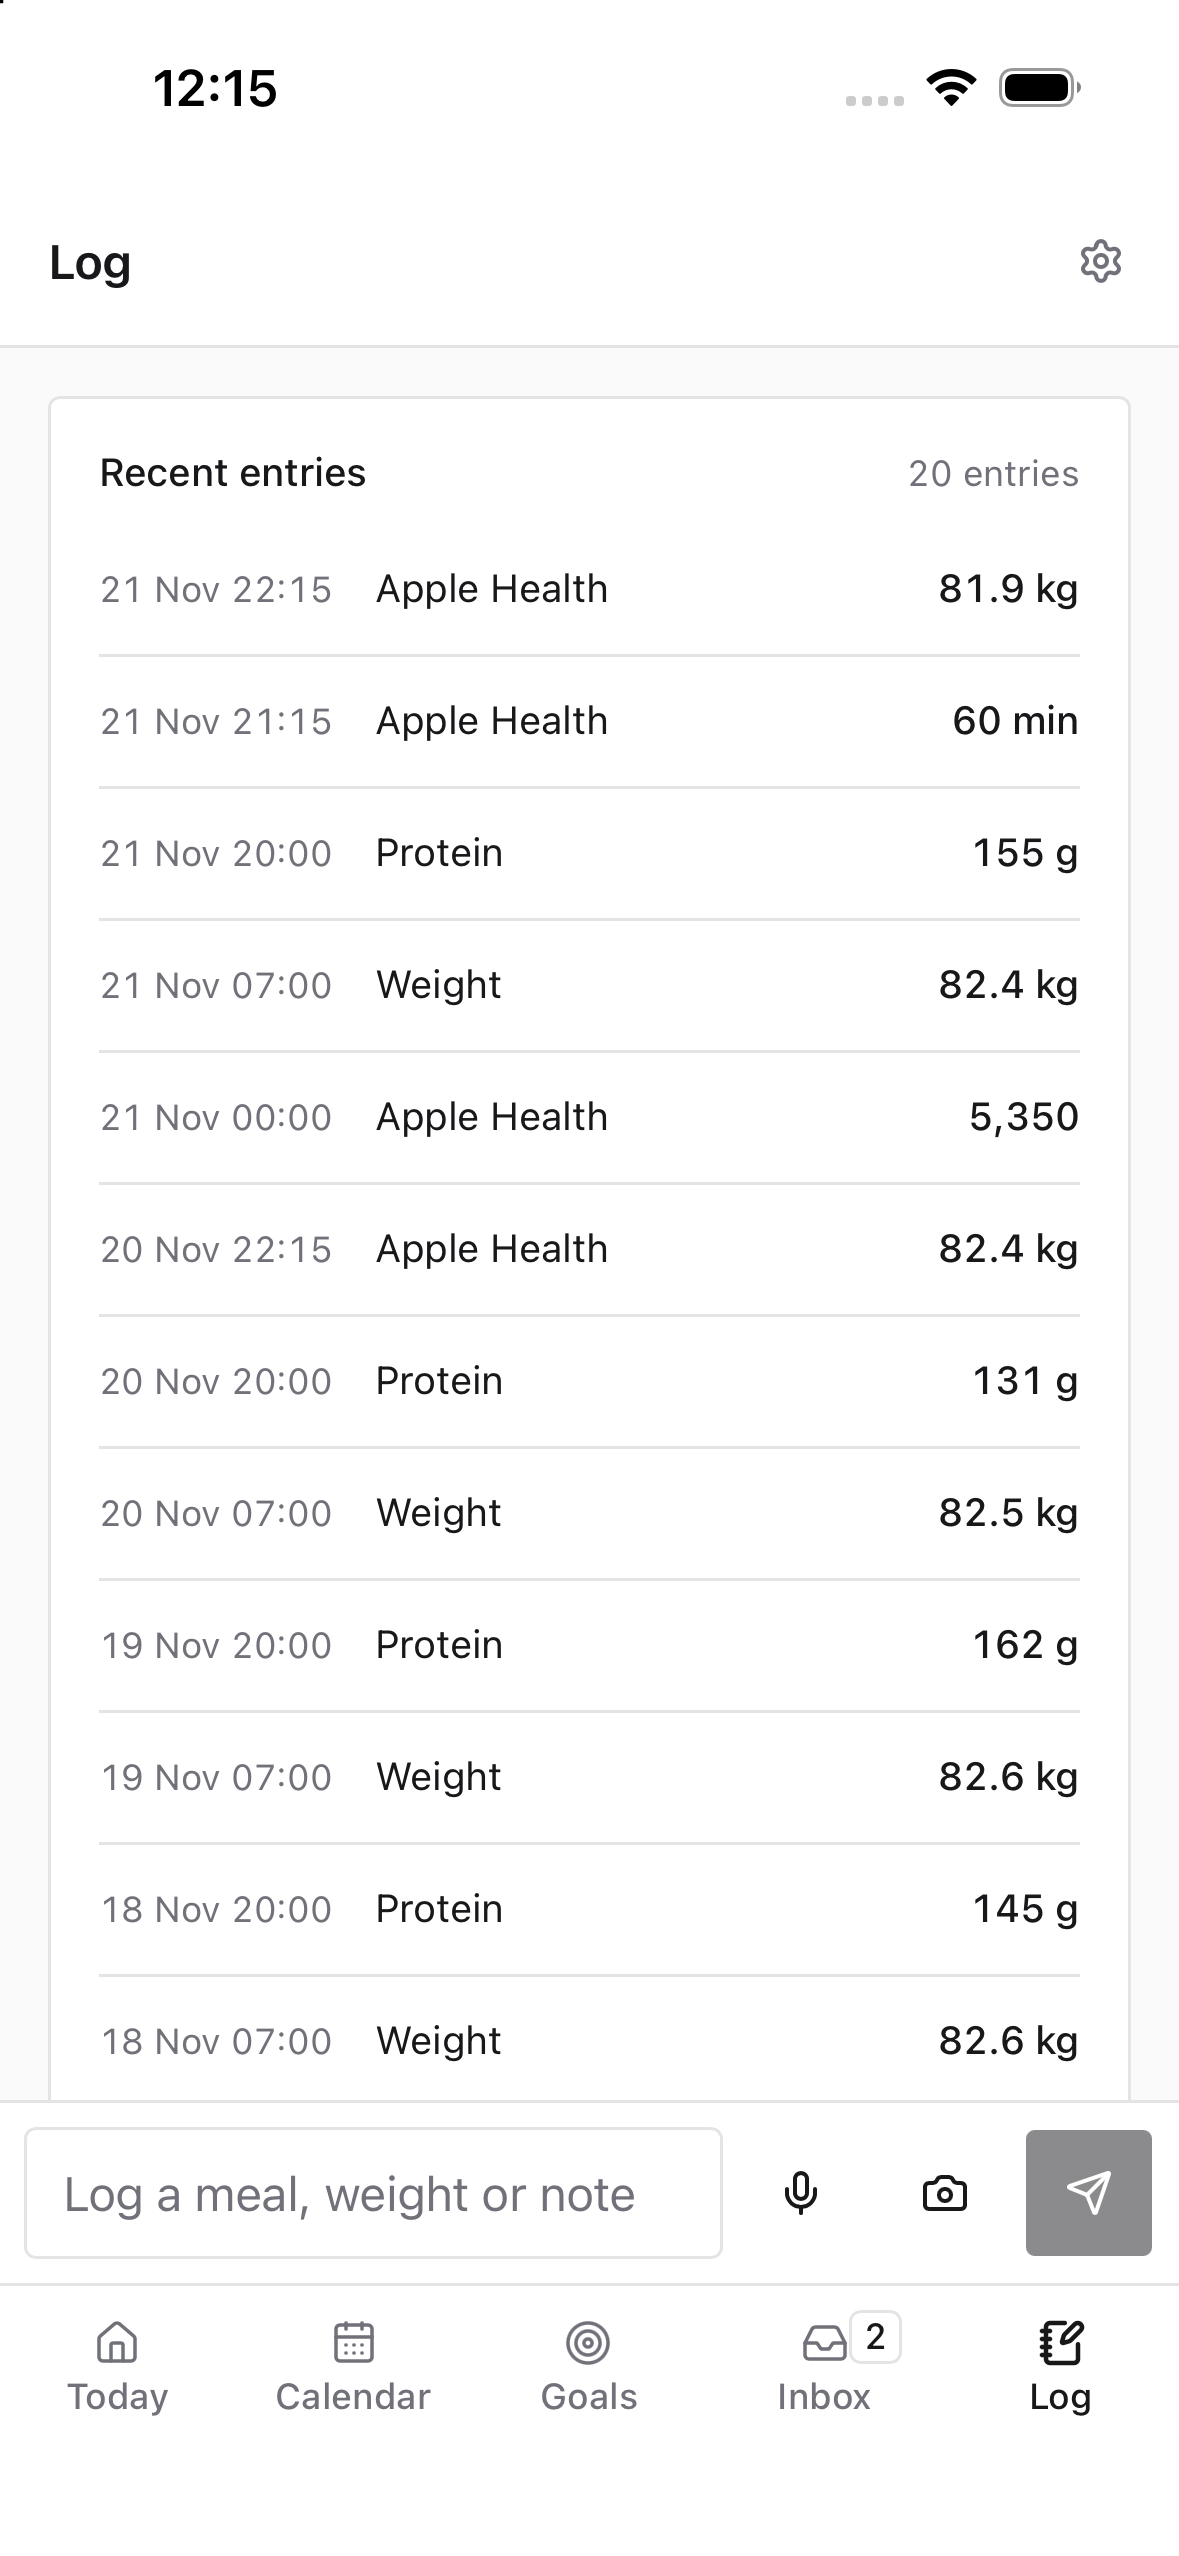 12:15
Log
Recent entries 20 entries
21 Nov 22:15 Apple Health 81.9 kg
21 Nov 21:15 Apple Health 60 min
21 Nov 20:00 Protein 155 g
21 Nov 07:00 Weight 82.4 kg
21 Nov 00:00 Apple Health 5,350
20 Nov 22:15 Apple Health 82.4 kg
20 Nov 20:00 Protein 131 g
20 Nov 07:00 Weight 82.5 kg
19 Nov 20:00 Protein 162 g
19 Nov 07:00 Weight 82.6 kg
18 Nov 20:00 Protein 145 g
18 Nov 07:00 Weight 82.6 kg
Log a meal, weight or note
2
Today Calendar Goals Inbox Log